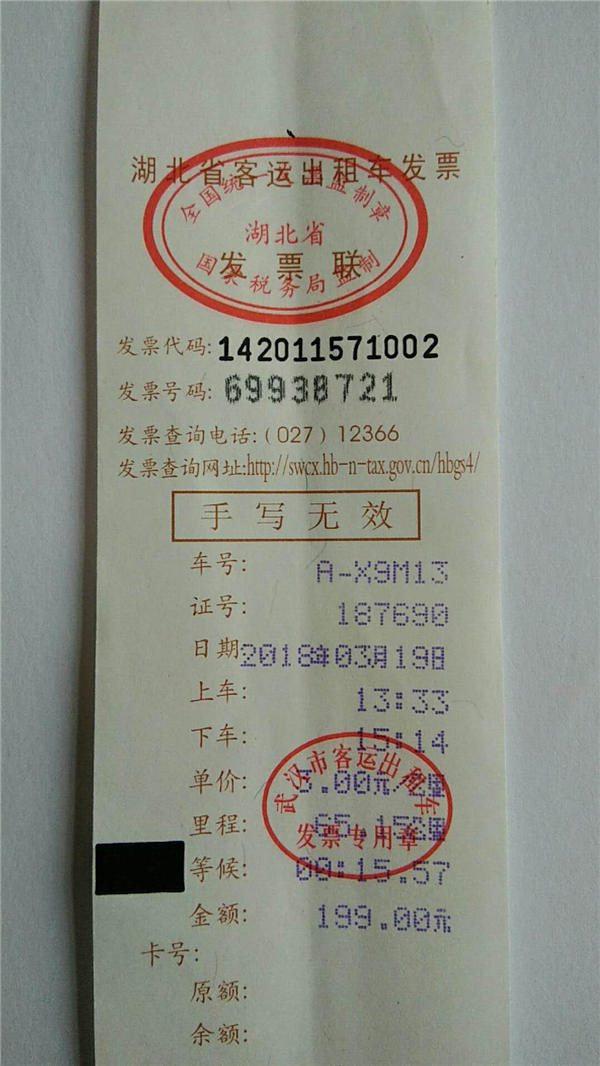 湖北省客运出租车发票
全国统一发票监制章
湖北省
发票联
国家税务局监制
发票代码:142011571002
发票号码:69938721
发票查询电话:(027)12366
发票查询网址:http://swcx.hb-n-tax.gov.cn/hbgs4/
手写无效
车号: A-X9M13
证号: 187690
日期: 2018年03月19日
上车: 13:33
下车: 15:14
武汉市客运出租车
单价: .00元
里程:
发票专用章
等候: 00:15.57
金额: 199.00元
卡号:
原额:
余额: